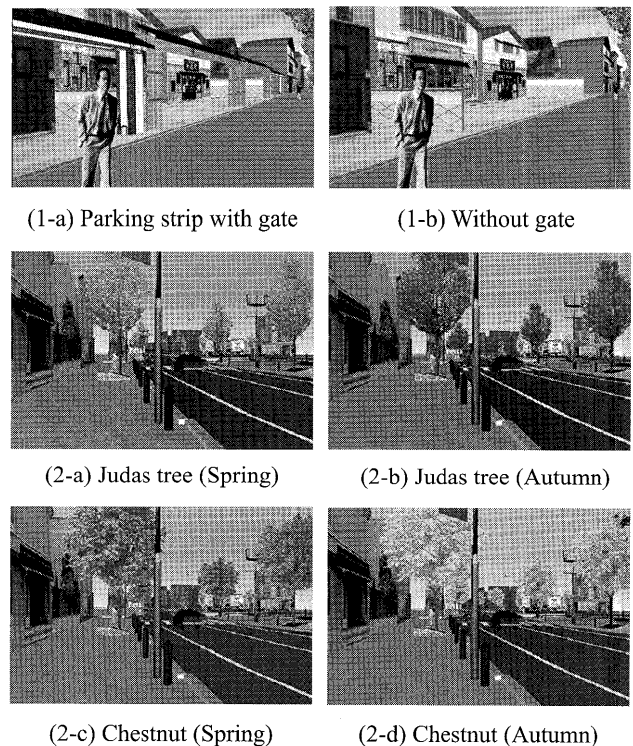 (1-a) Parking strip with gate
(1-b) Without gate
(2-a) Judas tree (Spring)
(2-b) Judas tree (Autumn)
(2-c) Chestnut (Spring)
(2-d) Chestnut (Autumn)